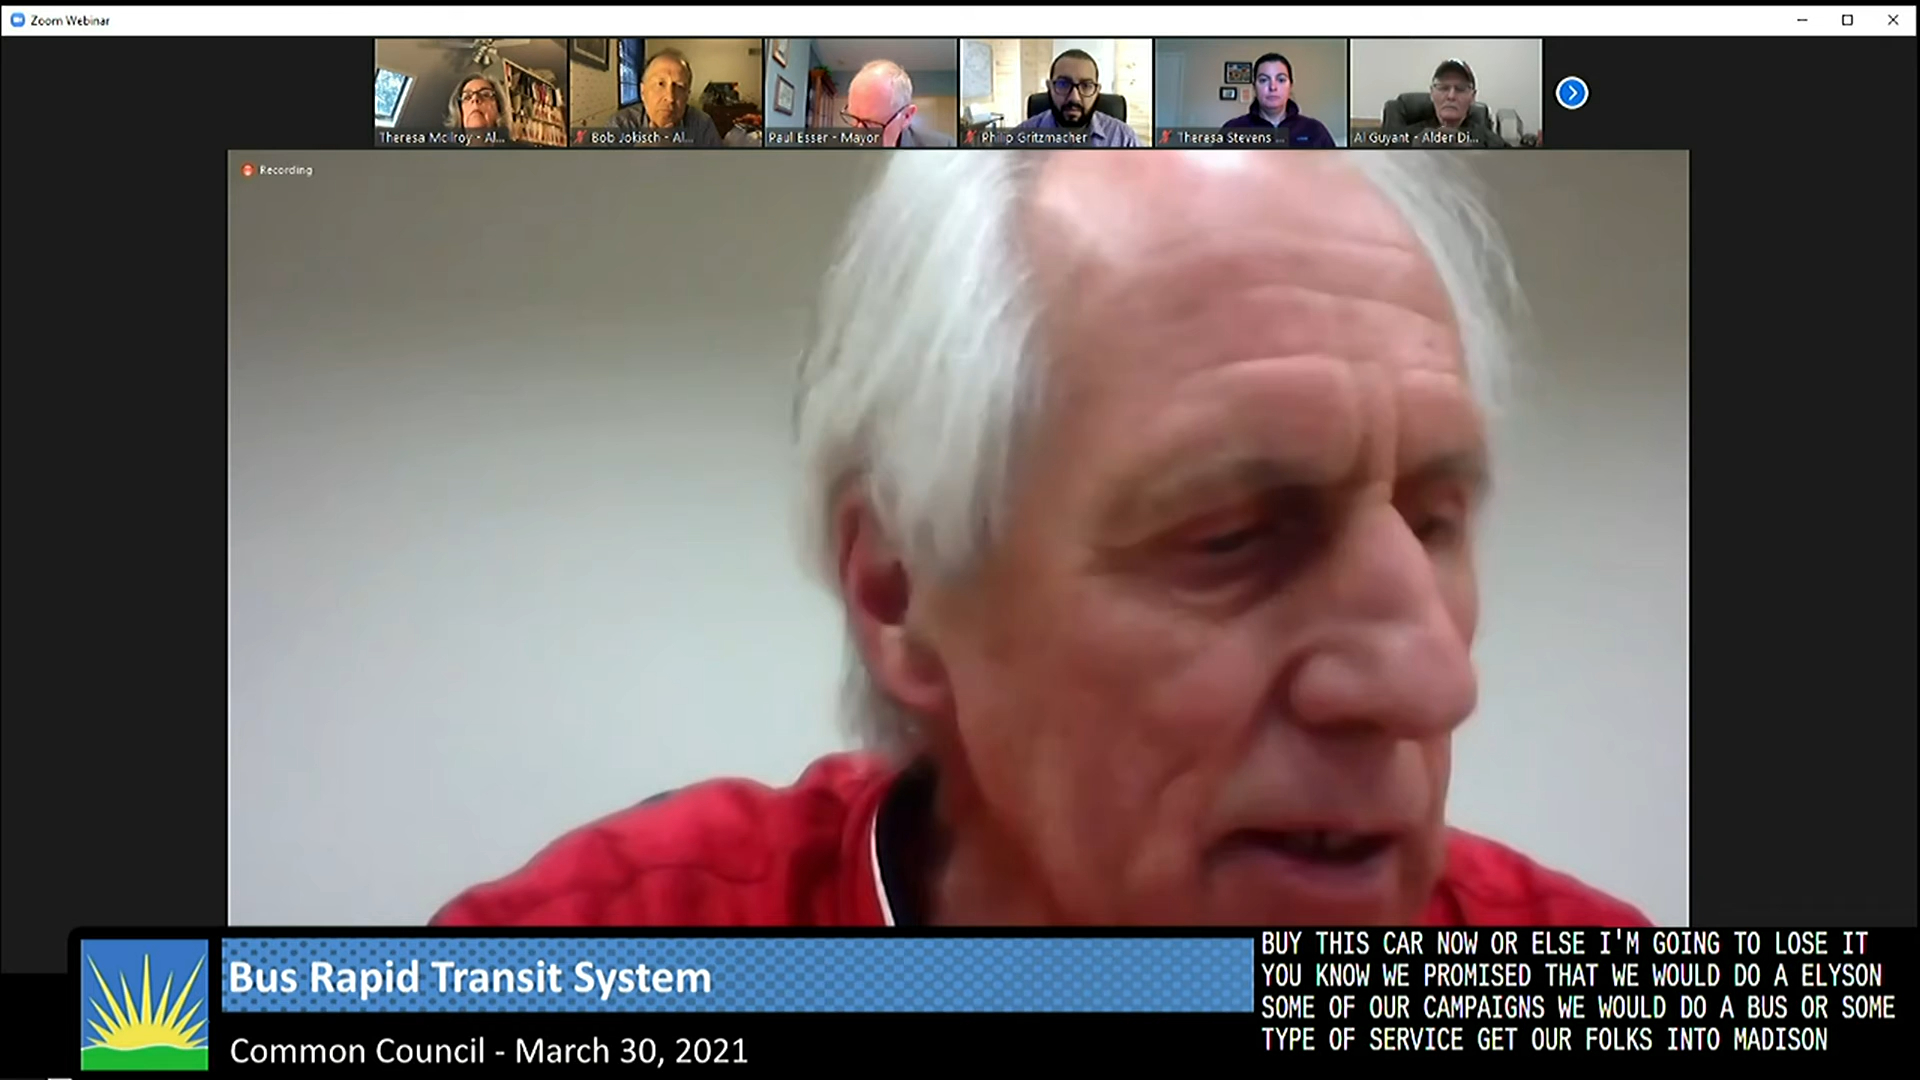 Zoom Webinar
Theresa McIlroy - Al...
Bob Jokisch - Al...
Paul Esser - Mayor
Philip Gritzmacher
Theresa Stevens ...
Al Guyant - Alder Di...
Recording
Bus Rapid Transit System
Common Council - March 30, 2021
BUY THIS CAR NOW OR ELSE I'M GOING TO LOSE IT
YOU KNOW WE PROMISED THAT WE WOULD DO A ELYSON
SOME OF OUR CAMPAIGNS WE WOULD DO A BUS OR SOME
TYPE OF SERVICE GET OUR FOLKS INTO MADISON